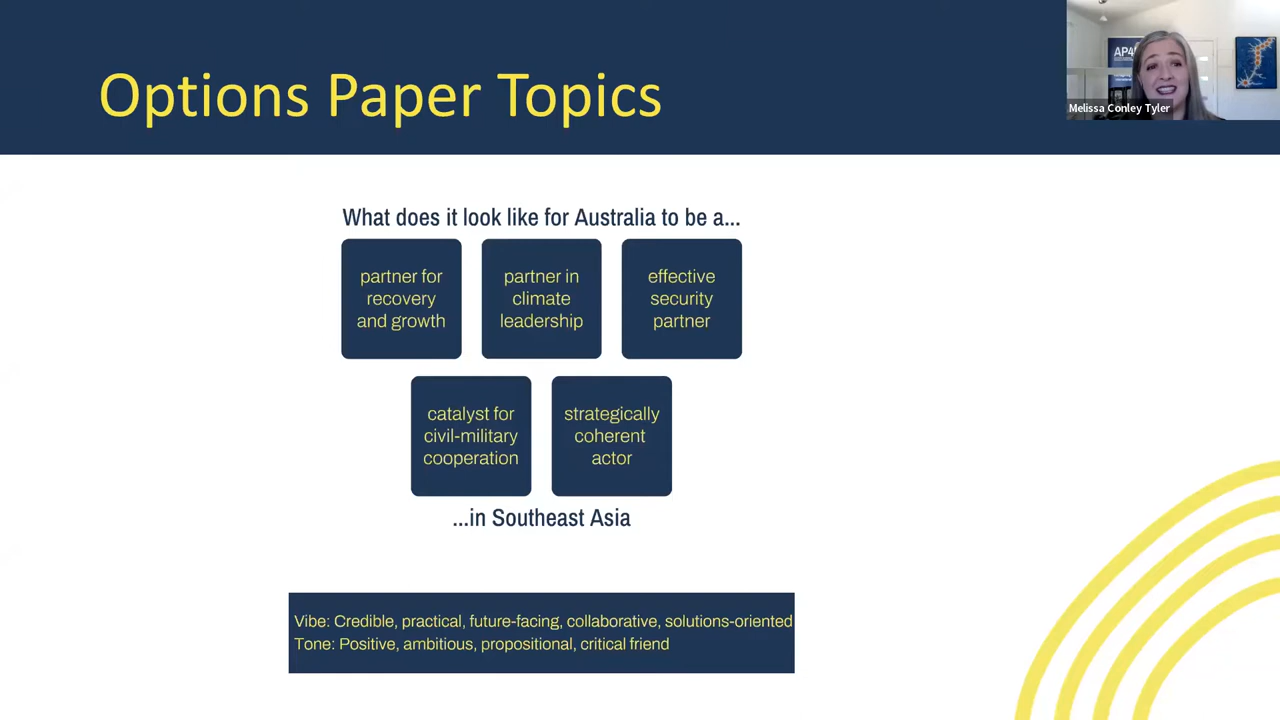 Options Paper Topics
AP4
Melissa Conley Tyler
What does it look like for Australia to be a...
partner for
recovery
and growth
partner in
climate
leadership
effective
security
partner
catalyst for
civil-military
cooperation
strategically
coherent
actor
...in Southeast Asia
Vibe: Credible, practical, future-facing, collaborative, solutions-oriented
Tone: Positive, ambitious, propositional, critical friend